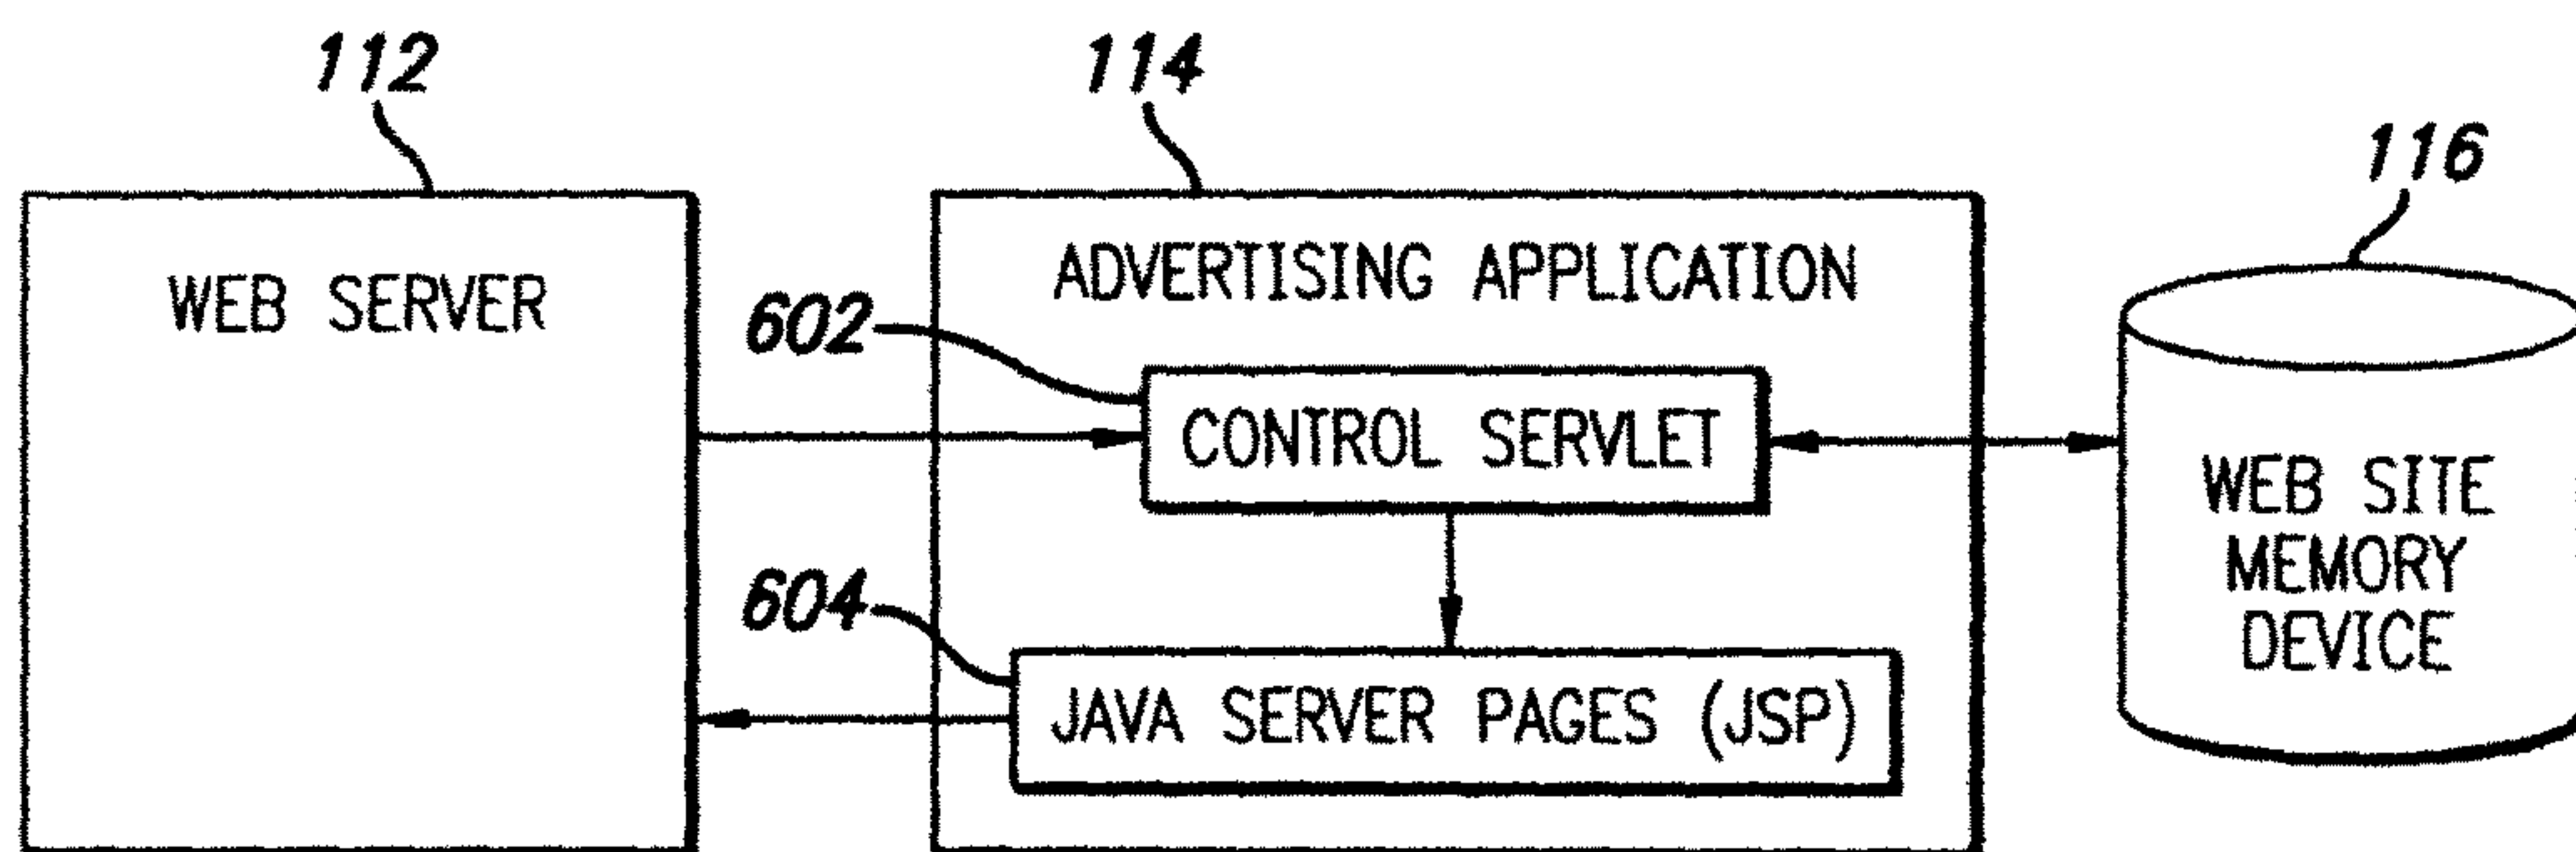 112
114
116
WEB SERVER
ADVERTISING APPLICATION
602
CONTROL SERVLET
WEB SITE
MEMORY
DEVICE
604
JAVA SERVER PAGES (JSP)